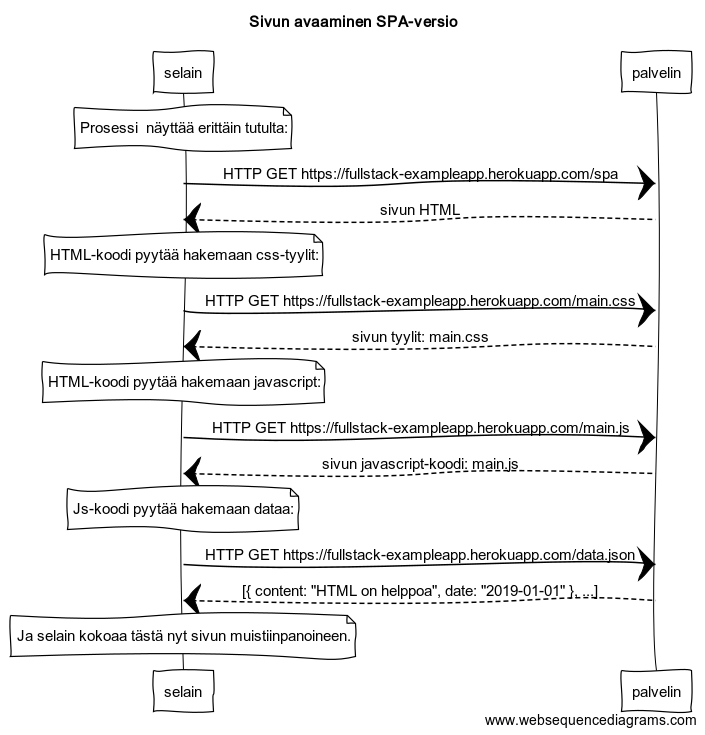 Sivun avaaminen SPA-versio
selain
palvelin
Prosessi  näyttää erittäin tutulta:
HTTP GET https://fullstack-exampleapp.herokuapp.com/spa
sivun HTML
HTML-koodi pyytää hakemaan css-tyylit:
HTTP GET https://fullstack-exampleapp.herokuapp.com/main.css
sivun tyylit: main.css
HTML-koodi pyytää hakemaan javascript:
HTTP GET https://fullstack-exampleapp.herokuapp.com/main.js
sivun javascript-koodi: main.js
Js-koodi pyytää hakemaan dataa:
HTTP GET https://fullstack-exampleapp.herokuapp.com/data.json
[{ content: "HTML on helppoa", date: "2019-01-01" }, ...]
Ja selain kokoaa tästä nyt sivun muistiinpanoineen.
selain
palvelin
www.websequencediagrams.com